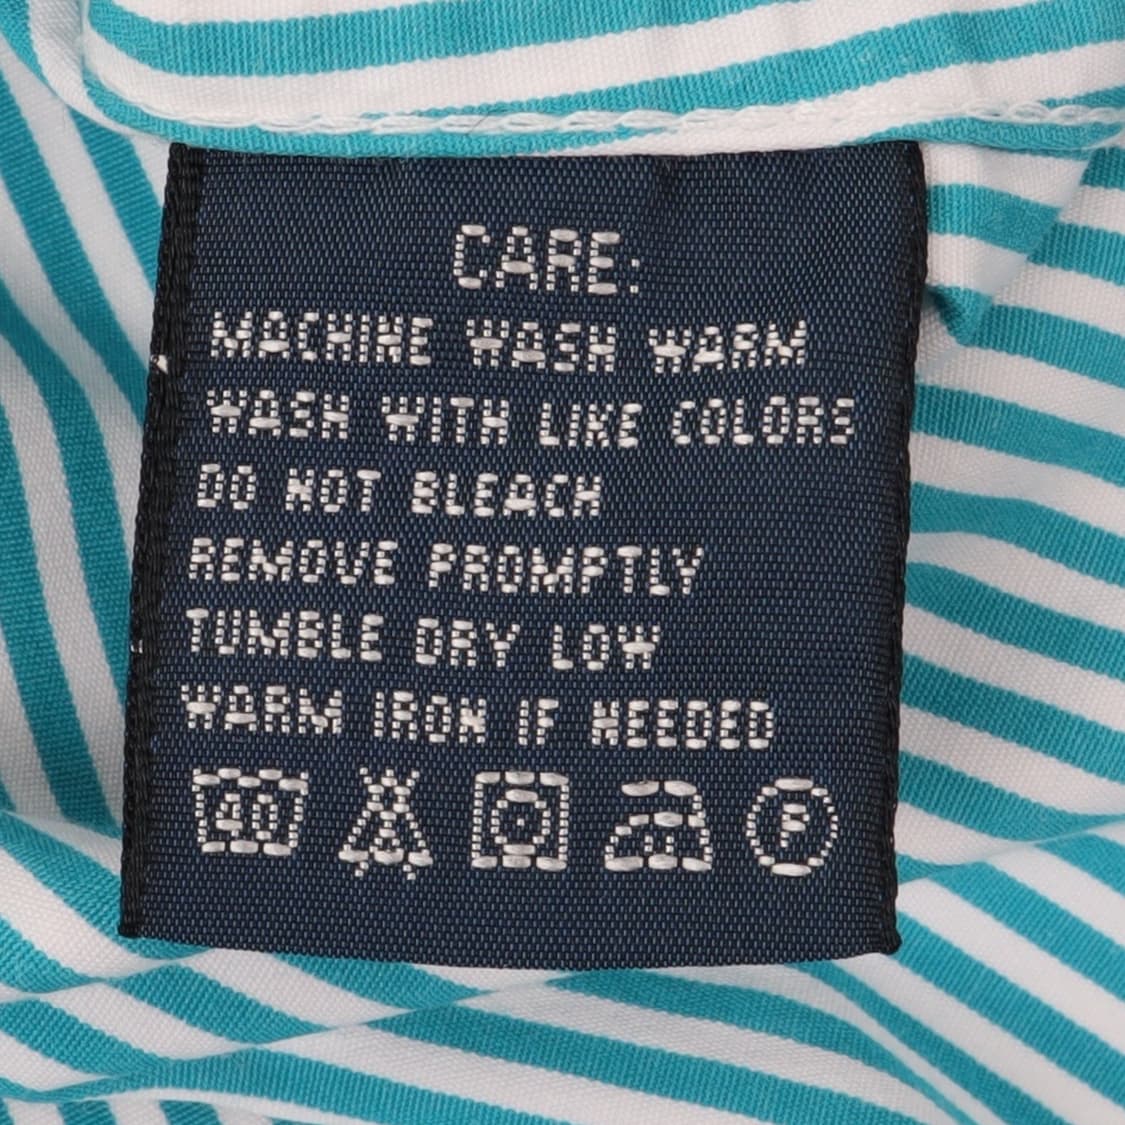 CARE:
MACHINE WASH WARM
WASH WITH LIKE COLORS
DO NOT BLEACH
REMOVE PROMPTLY
TUMBLE DRY LOW
WARM IRON IF NEEDED
40 P